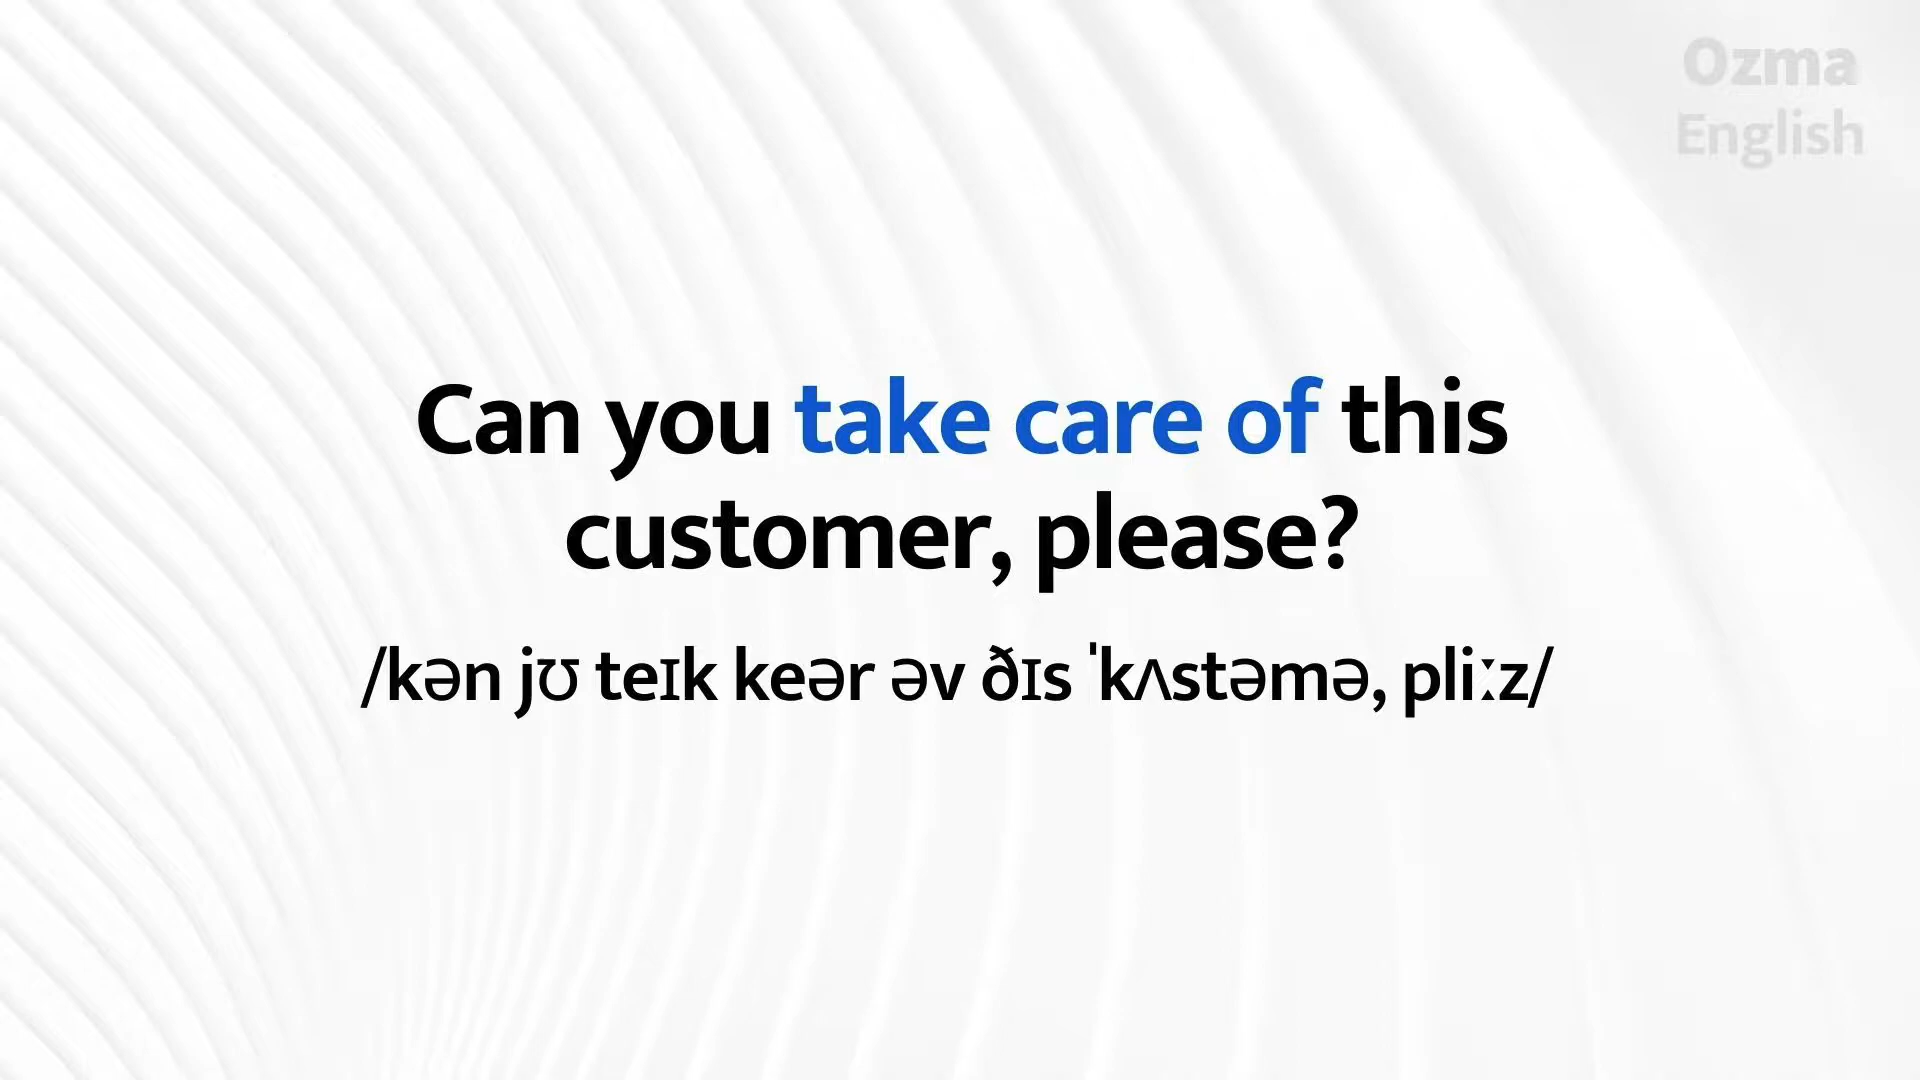 Ozma
English
Can you take care of this
customer, please?
/kən jʊ teɪk keər əv ðɪs ˈkʌstəmə, pliːz/